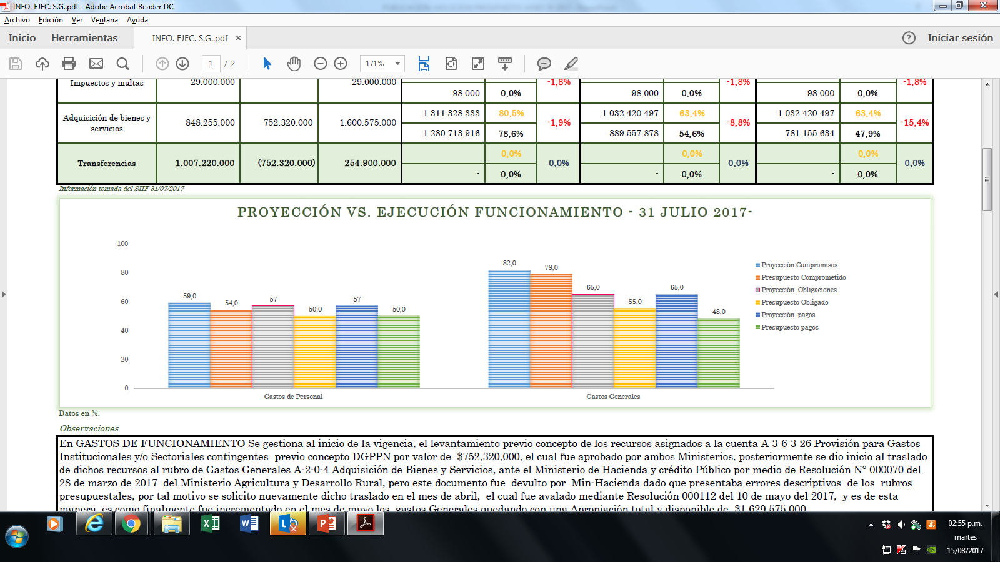 INFO. EJEC. S.G..pdf - Adobe Acrobat Reader DC
Archivo Edición Ver Ventana Ayuda
Inicio Herramientas INFO. EJEC. S.G..pdf × ? Iniciar sesión
1 / 2 171%
Impuestos y multas 29.000.000 29.000.000 -1,8% -1,8% -1,8%
98.000 0,0% 98.000 0,0% 98.000 0,0%
1.311.328.333 80,5% 1.032.420.497 63,4% 1.032.420.497 63,4%
Adquisición de bienes y servicios 848.255.000 752.320.000 1.600.575.000 -1,9% -8,8% -15,4%
1.280.713.916 78,6% 889.557.878 54,6% 781.155.634 47,9%
0,0% 0,0% 0,0%
Transferencias 1.007.220.000 (752.320.000) 254.900.000 0,0% 0,0% 0,0%
- 0,0% - 0,0% - 0,0%
Información tomada del SIIF 31/07/2017
PROYECCIÓN VS. EJECUCIÓN FUNCIONAMIENTO - 31 JULIO 2017-
100
80
60
40
20
0
59,0 54,0 57 50,0 57 50,0
82,0 79,0 65,0 55,0 65,0 48,0
Gastos de Personal Gastos Generales
Proyección Compromisos
Presupuesto Comprometido
Proyección Obligaciones
Presupuesto Obligado
Proyección pagos
Presupuesto pagos
Datos en %.
Observaciones
En GASTOS DE FUNCIONAMIENTO Se gestiona al inicio de la vigencia, el levantamiento previo concepto de los recursos asignados a la cuenta A-3-6-3-26 Provisión para Gastos
Institucionales y/o Sectoriales contingentes -previo concepto DGPPN por valor de $752,320,000, el cual fue aprobado por ambos Ministerios, posteriormente se dio inicio al traslado
de dichos recursos al rubro de Gastos Generales A-2-0-4 Adquisición de Bienes y Servicios, ante el Ministerio de Hacienda y crédito Público por medio de Resolución N° 000070 del
28 de marzo de 2017 del Ministerio Agricultura y Desarrollo Rural, pero este documento fue devulto por Min-Hacienda dado que presentaba errores descriptivos de los rubros
presupuestales, por tal motivo se solicito nuevamente dicho traslado en el mes de abril, el cual fue avalado mediante Resolución 000112 del 10 de mayo del 2017, y es de esta
manera es como finalmente fue incrementado en el mes de mayo los gastos Generales quedando con una Apropiación total y disponible de $1.629.575.000
02:55 p.m.
martes
15/08/2017